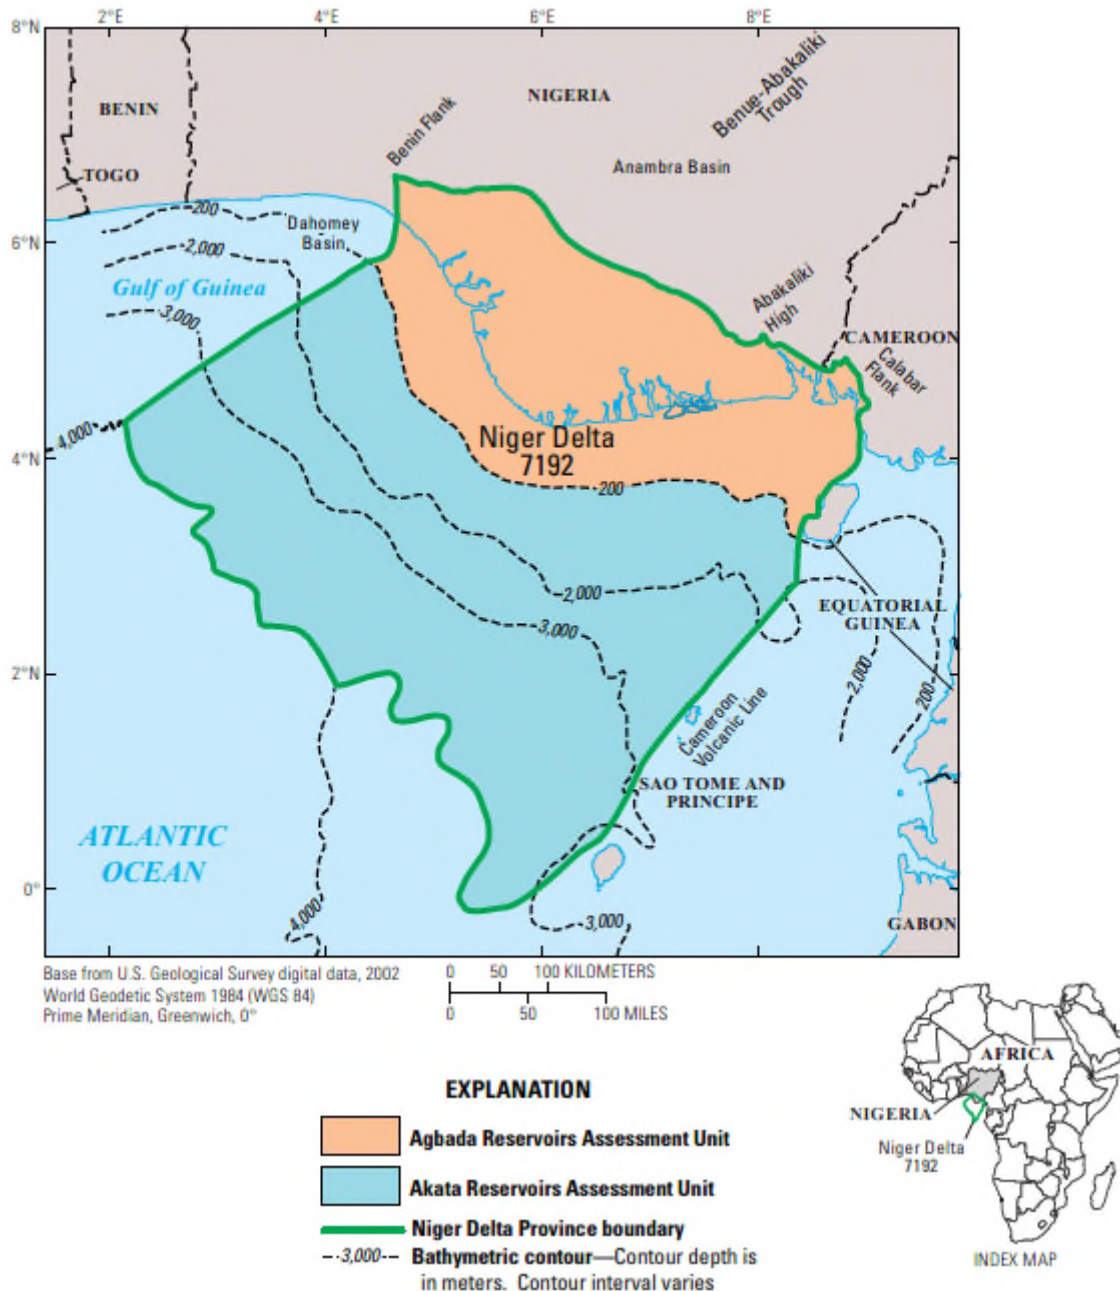 2°E 4°E 6°E 8°E
8°N
BENIN
NIGERIA
Benue-Abakaliki
Trough
Benin Flank
Anambra Basin
TOGO
200
6°N
Dahomey
Basin
2,000
Gulf of Guinea
3,000
Abakaliki
High
CAMEROON
Calabar
Flank
4,000
4°N
Niger Delta
7192
200
2,000
3,000
EQUATORIAL
GUINEA
2,000
200
2°N
Cameroon
Volcanic Line
SAO TOME AND
PRINCIPE
ATLANTIC
OCEAN
0°
4,000
3,000
GABON
Base from U.S. Geological Survey digital data, 2002
World Geodetic System 1984 (WGS 84)
Prime Meridian, Greenwich, 0°
0 50 100 KILOMETERS
0 50 100 MILES
AFRICA
NIGERIA
Niger Delta
7192
INDEX MAP
EXPLANATION
Agbada Reservoirs Assessment Unit
Akata Reservoirs Assessment Unit
Niger Delta Province boundary
3,000 Bathymetric contour—Contour depth is
in meters. Contour interval varies